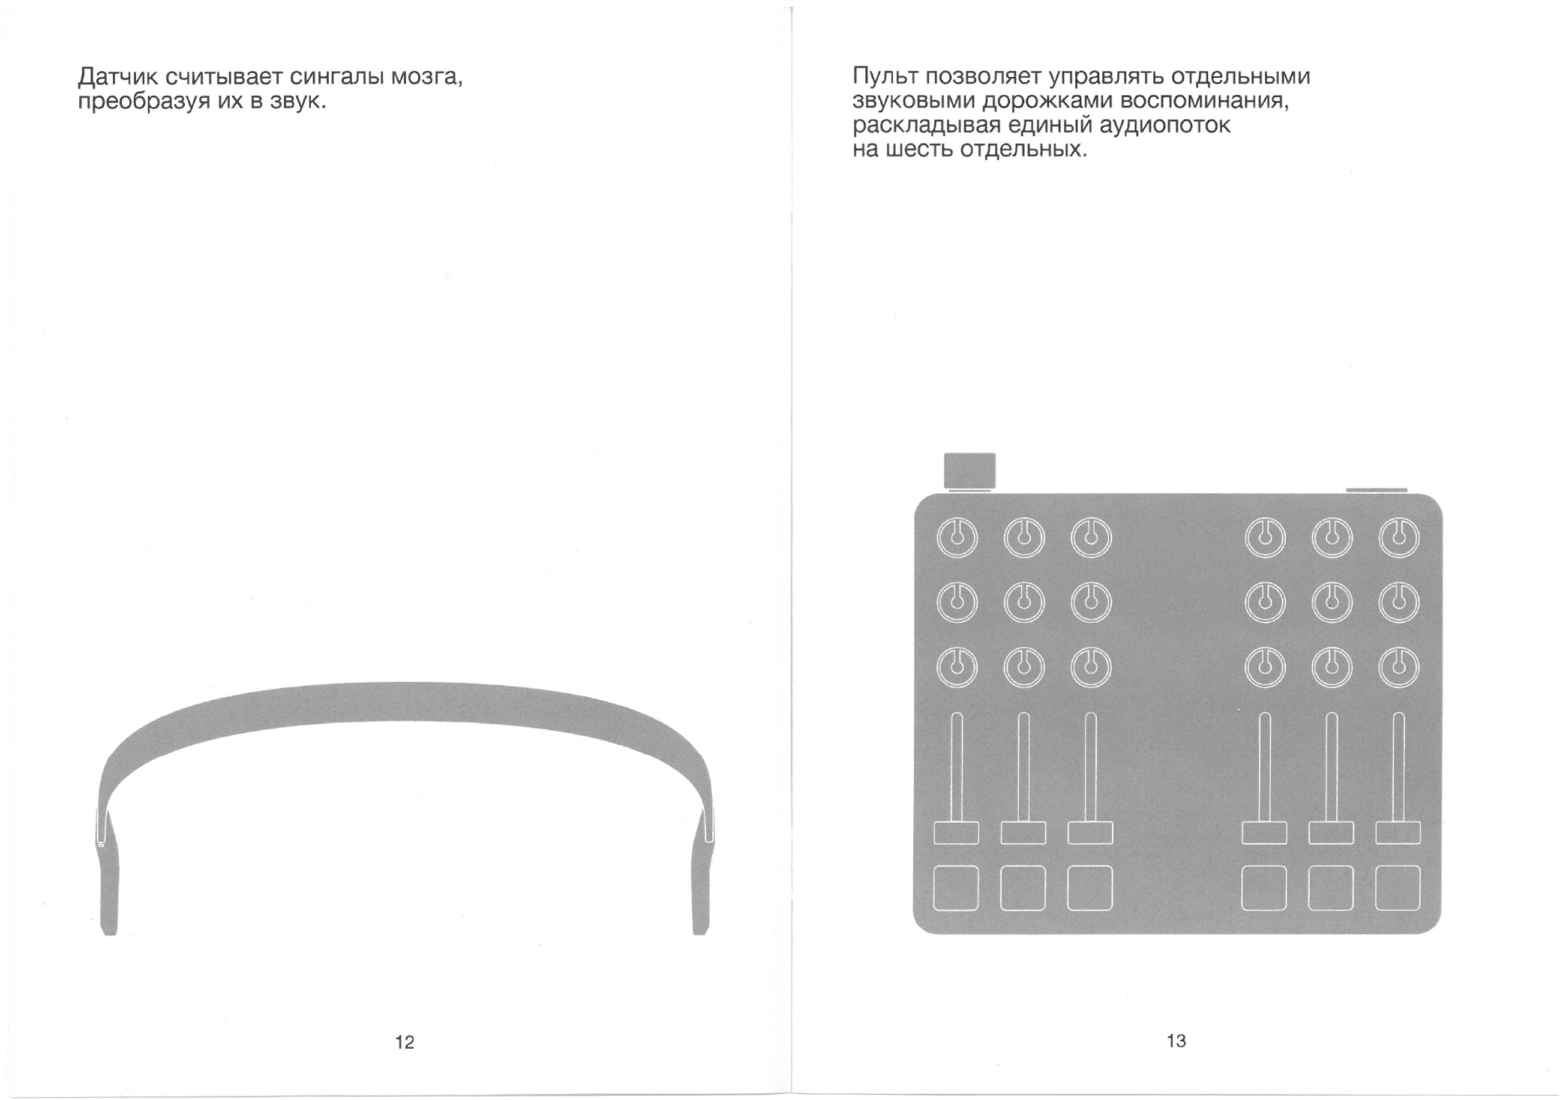 Датчик считывает сингалы мозга,
преобразуя их в звук.
12
Пульт позволяет управлять отдельными
звуковыми дорожками воспоминания,
раскладывая единый аудиопоток
на шесть отдельных.
13